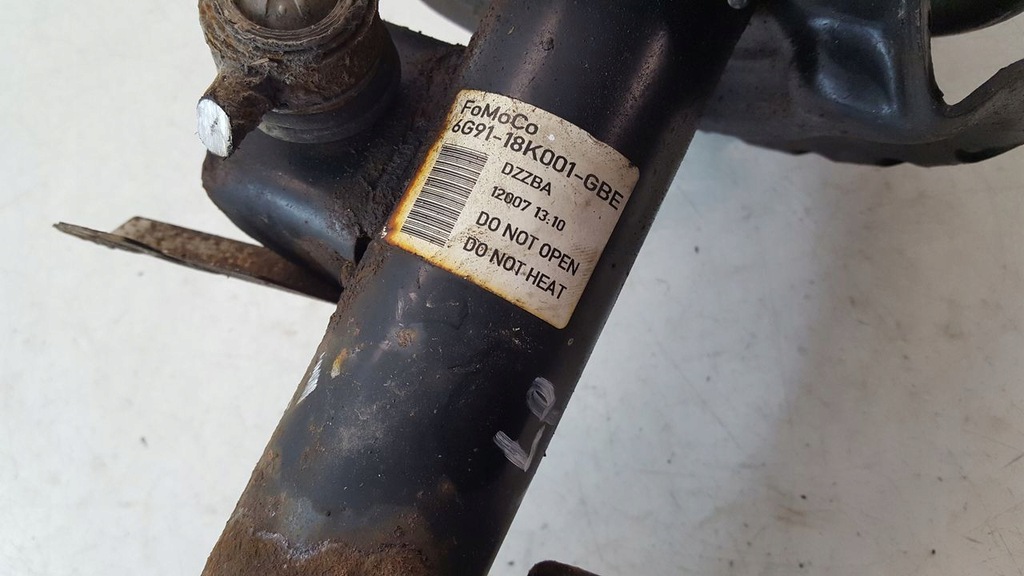 FoMoCo
6G91-18K001-GBE
DZZBA
12007 13:10
DO NOT OPEN
DO NOT HEAT